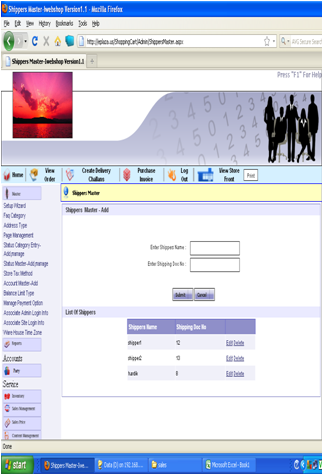 Shippers Master-Iwebshop Version1.1 - Mozilla Firefox
File Edit View History Bookmarks Tools Help
http://eplaza.us/ShoppingCart/Admin/ShippersMaster.aspx
AVG Secure Search
Shippers Master-Iwebshop Version1.1
Press "F1" For Help
Home
View Order
Create Delivery Challan
Purchase Invoice
Log Out
View Store Front
Print
Master
Shippers Master
Setup Wizard
Faq Category
Address Type
Page Management
Status Category Entry-Add,manage
Status Master-Add,manage
Store Tax Method
Account Master-Add
Balance Limit Type
Manage Payment Option
Associate Admin Login Info
Associate Site Login Info
Ware House Time Zone
Reports
Accounts
Party
Service
Inventory
Sales Management
Sales Price
Content Management
Shippers Master - Add
Enter Shippers Name :
Enter Shipping Doc No :
Submit Cancel
List Of Shippers
Shippers Name Shipping Doc No
shipper1 12 Edit Delete
shipper2 13 Edit Delete
hardik 8 Edit Delete
Done
start
Shippers Master-Iwe...
Data (D) on 192.168....
sales
Microsoft Excel - Book1